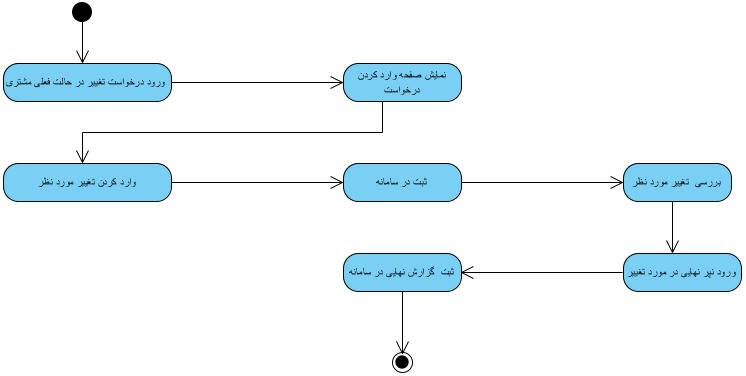 ورود درخواست تغییر در حالت فعلی مشتری
نمایش صفحه وارد کردن
درخواست
وارد کردن تغییر مورد نظر
ثبت در سامانه
بررسی تغییر مورد نظر
ورود نپر نهایی در مورد تغییر
ثبت گزارش نهایی در سامانه